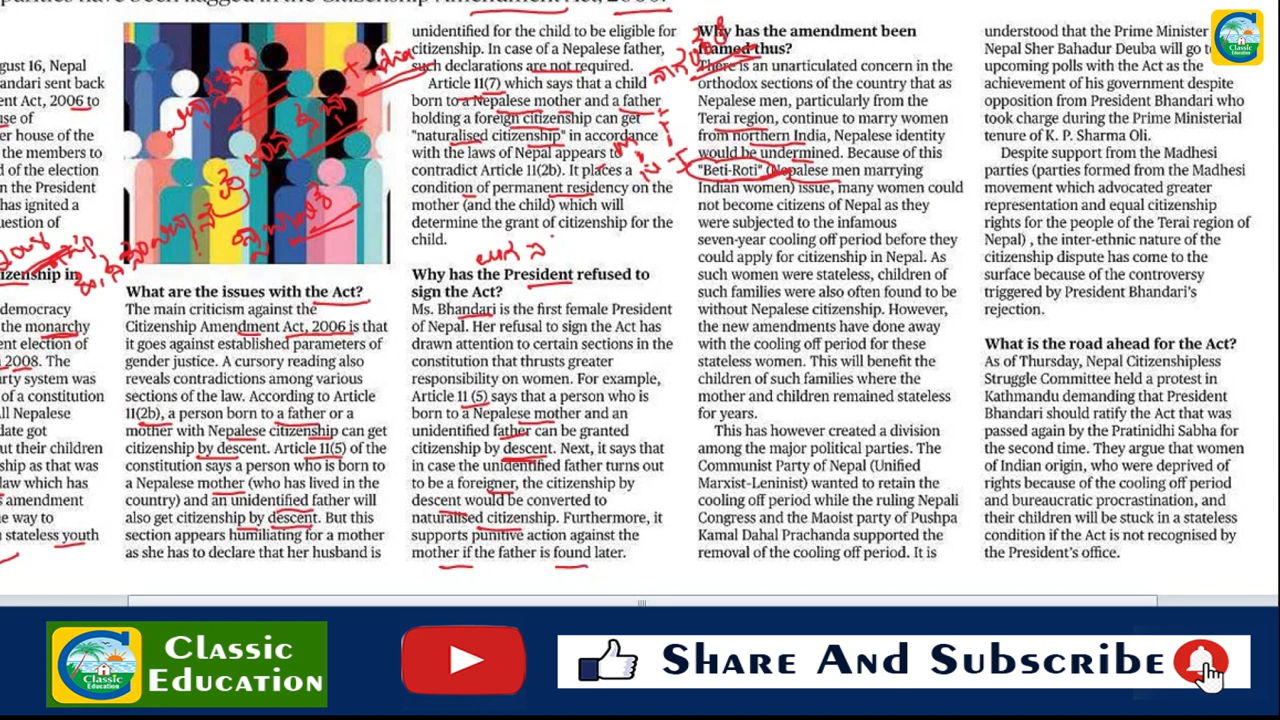 parities have been flagged in the Citizenship Amendment Act, 2006.
gust 16, Nepal
andari sent back
ent Act, 2006 to
use of
er house of the
the members to
d of the election
n the President
has ignited a
uestion of
izenship in
democracy
the monarchy
ent election of
2008. The
arty system was
of a constitution
ll Nepalese
date got
ut their children
ship as that was
law which has
s amendment
e way to
stateless youth
What are the issues with the Act?
The main criticism against the
Citizenship Amendment Act, 2006 is that
it goes against established parameters of
gender justice. A cursory reading also
reveals contradictions among various
sections of the law. According to Article
11(2b), a person born to a father or a
mother with Nepalese citizenship can get
citizenship by descent. Article 11(5) of the
constitution says a person who is born to
a Nepalese mother (who has lived in the
country) and an unidentified father will
also get citizenship by descent. But this
section appears humiliating for a mother
as she has to declare that her husband is
unidentified for the child to be eligible for
citizenship. In case of a Nepalese father,
such declarations are not required.
Article 11(7) which says that a child
born to a Nepalese mother and a father
holding a foreign citizenship can get
"naturalised citizenship" in accordance
with the laws of Nepal appears to
contradict Article 11(2b). It places a
condition of permanent residency on the
mother (and the child) which will
determine the grant of citizenship for the
child.
Why has the President refused to
sign the Act?
Ms. Bhandari is the first female President
of Nepal. Her refusal to sign the Act has
drawn attention to certain sections in the
constitution that thrusts greater
responsibility on women. For example,
Article 11 (5) says that a person who is
born to a Nepalese mother and an
unidentified father can be granted
citizenship by descent. Next, it says that
in case the unidentified father turns out
to be a foreigner, the citizenship by
descent would be converted to
naturalised citizenship. Furthermore, it
supports punitive action against the
mother if the father is found later.
Why has the amendment been
framed thus?
There is an unarticulated concern in the
orthodox sections of the country that as
Nepalese men, particularly from the
Terai region, continue to marry women
from northern India, Nepalese identity
would be undermined. Because of this
"Beti-Roti" (Nepalese men marrying
Indian women) issue, many women could
not become citizens of Nepal as they
were subjected to the infamous
seven-year cooling off period before they
could apply for citizenship in Nepal. As
such women were stateless, children of
such families were also often found to be
without Nepalese citizenship. However,
the new amendments have done away
with the cooling off period for these
stateless women. This will benefit the
children of such families where the
mother and children remained stateless
for years.
This has however created a division
among the major political parties. The
Communist Party of Nepal (Unified
Marxist-Leninist) wanted to retain the
cooling off period while the ruling Nepali
Congress and the Maoist party of Pushpa
Kamal Dahal Prachanda supported the
removal of the cooling off period. It is
understood that the Prime Minister
Nepal Sher Bahadur Deuba will go to
upcoming polls with the Act as the
achievement of his government despite
opposition from President Bhandari who
took charge during the Prime Ministerial
tenure of K. P. Sharma Oli.
Despite support from the Madhesi
parties (parties formed from the Madhesi
movement which advocated greater
representation and equal citizenship
rights for the people of the Terai region of
Nepal) , the inter-ethnic nature of the
citizenship dispute has come to the
surface because of the controversy
triggered by President Bhandari's
rejection.
What is the road ahead for the Act?
As of Thursday, Nepal Citizenshipless
Struggle Committee held a protest in
Kathmandu demanding that President
Bhandari should ratify the Act that was
passed again by the Pratinidhi Sabha for
the second time. They argue that women
of Indian origin, who were deprived of
rights because of the cooling off period
and bureaucratic procrastination, and
their children will be stuck in a stateless
condition if the Act is not recognised by
the President's office.
Classic
Education
Classic
Education
Classic
Education
Share And Subscribe